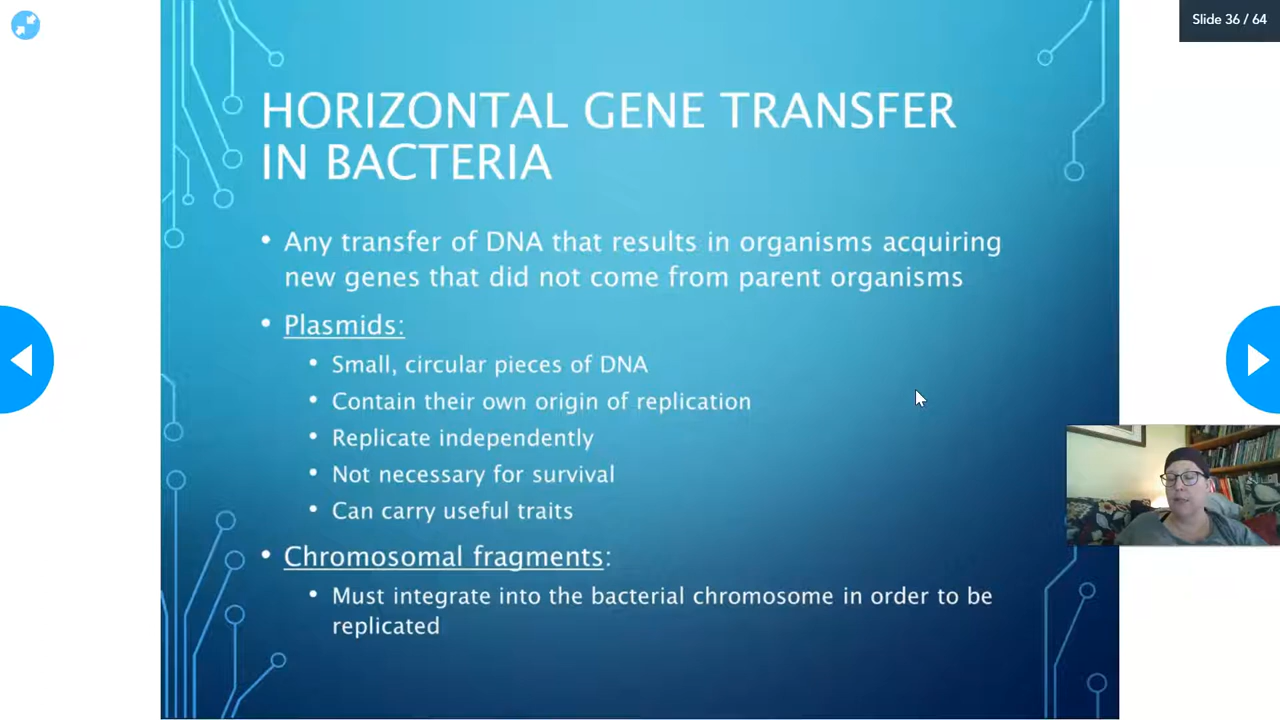 Slide 36 / 64
HORIZONTAL GENE TRANSFER
IN BACTERIA
• Any transfer of DNA that results in organisms acquiring
new genes that did not come from parent organisms
• Plasmids:
• Small, circular pieces of DNA
• Contain their own origin of replication
• Replicate independently
• Not necessary for survival
• Can carry useful traits
• Chromosomal fragments:
• Must integrate into the bacterial chromosome in order to be
replicated